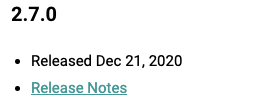 2.7.0
• Released Dec 21, 2020
• Release Notes